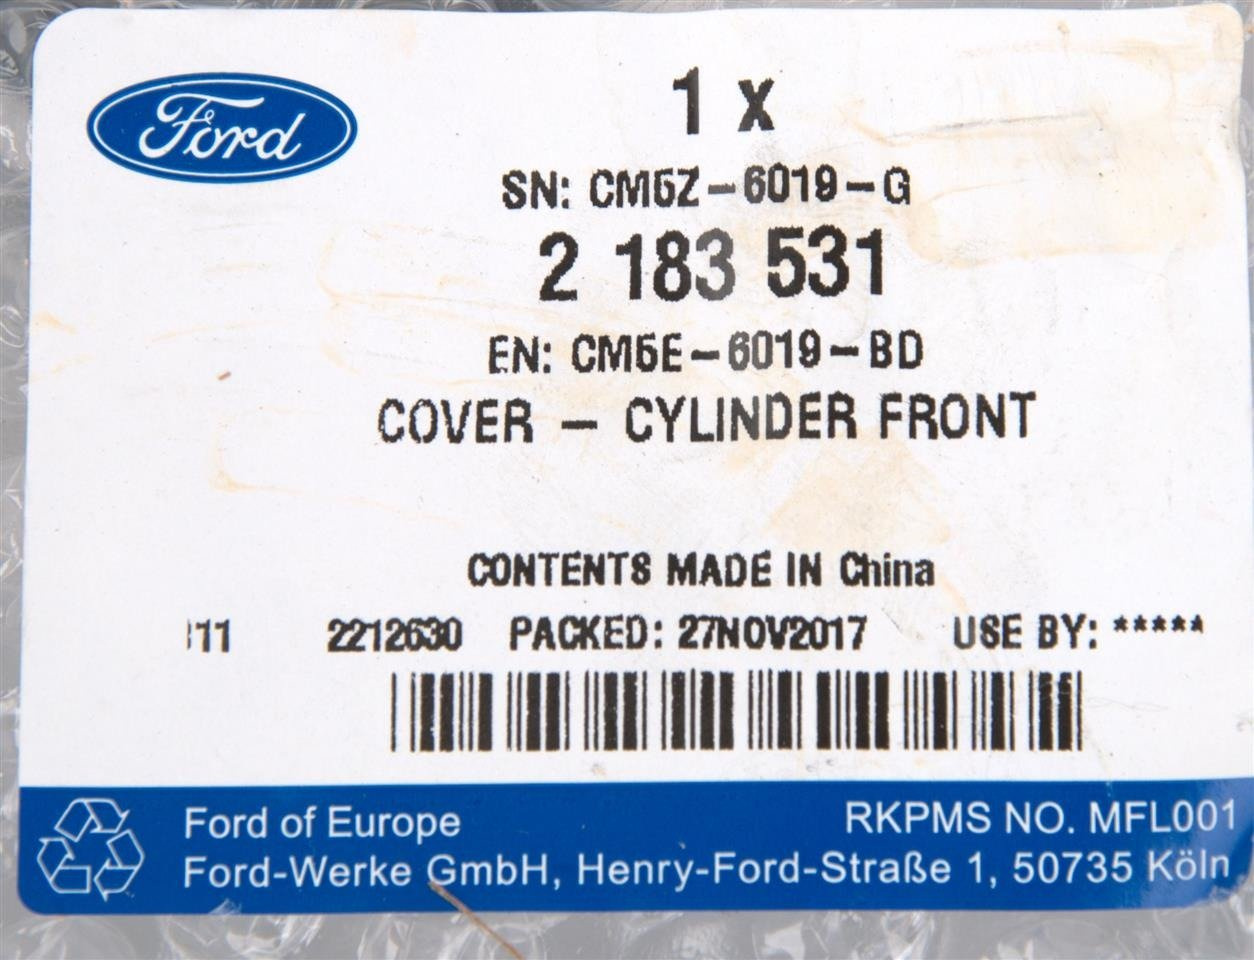 Ford
1 x
SN: CM5Z-6019-G
2 183 531
EN: CM5E-6019-BD
COVER - CYLINDER FRONT
CONTENTS MADE IN China
11 2212630 PACKED: 27NOV2017 USE BY: *****
Ford of Europe RKPMS NO. MFL001
Ford-Werke GmbH, Henry-Ford-Straße 1, 50735 Köln